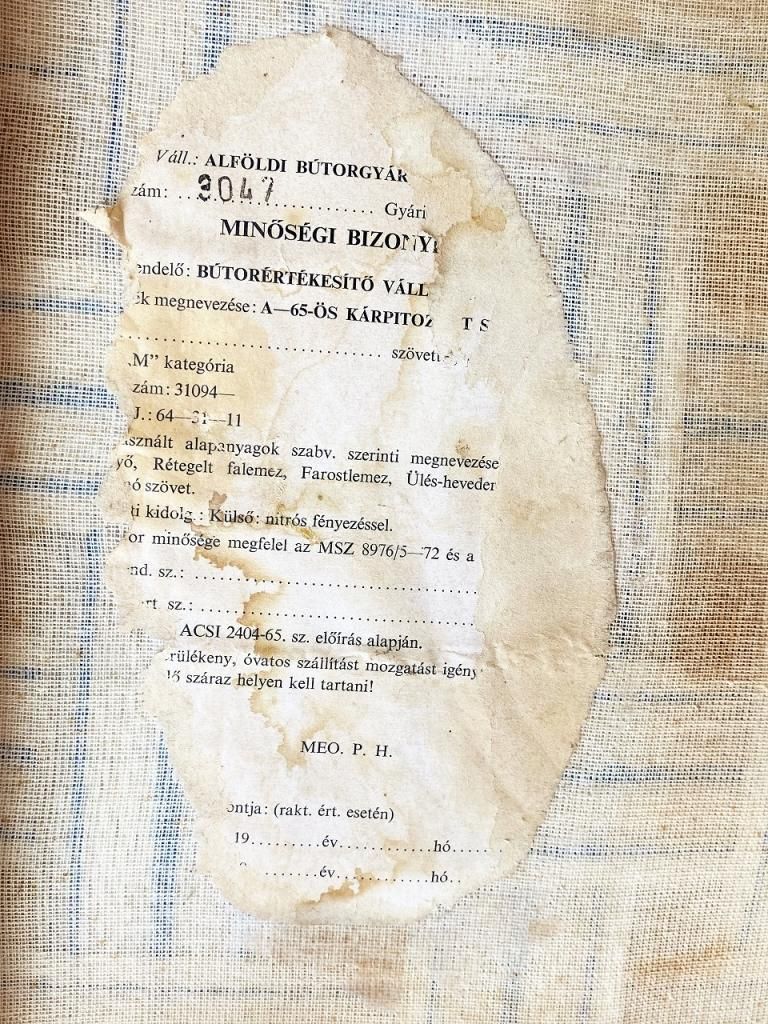 Váll.: ALFÖLDI BÚTORGYÁR
zám: .... 3047 ............ Gyári
MINŐSÉGI BIZONY
endelő: BÚTORÉRTÉKESÍTŐ VÁLL
ék megnevezése: A—65-ÖS KÁRPITOZ T S
................................ szöveti
„M” kategória
zám: 31094—
J.: 64—31—11
asznált alapanyagok szabv. szerinti megnevezése
yő, Rétegelt falemez, Farostlemez, Ülés-heveder
ó szövet.
ti kidolg.: Külső: nitrós fényezéssel.
or minősége megfelel az MSZ 8976/5—72 és a
nd. sz.: ...................................
rt. sz.: ...................................
ACSI 2404-65. sz. előírás alapján.
rülékeny, óvatos szállítást mozgatást igény
ló száraz helyen kell tartani!
MEO. P. H.
ontja: (rakt. ért. esetén)
19.........év............hó......
.......év............hó..